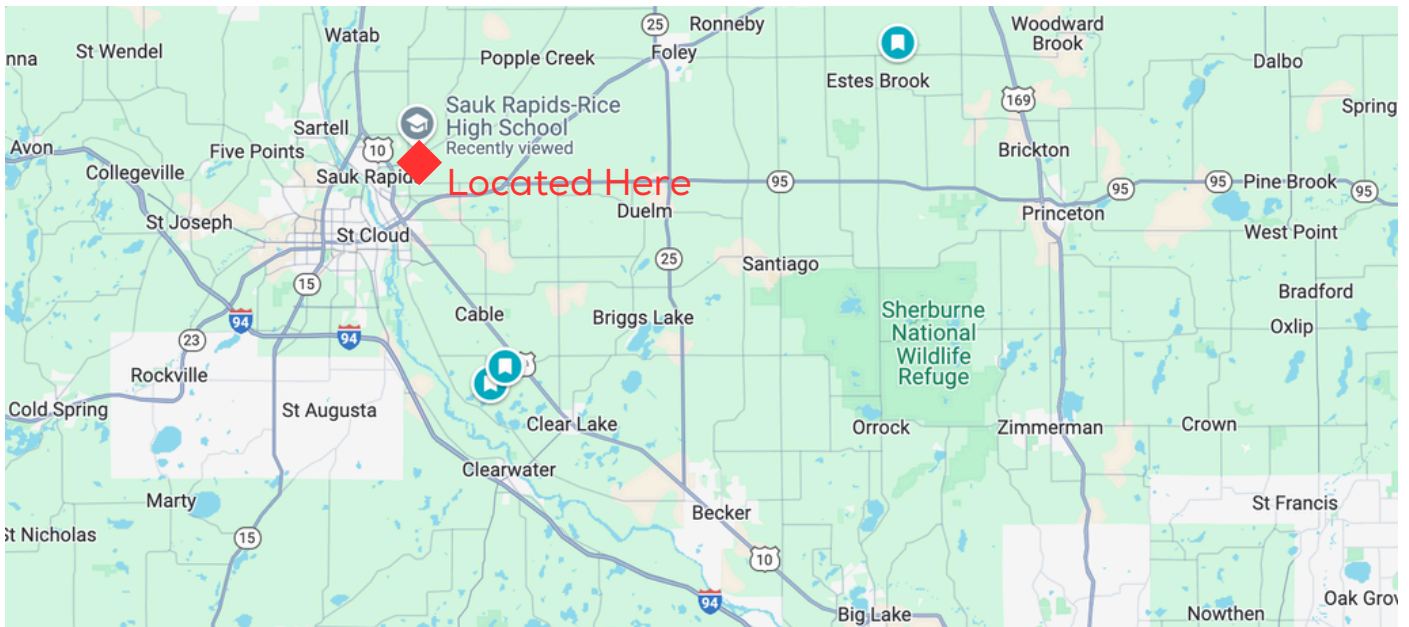 Watab
25
Ronneby
Woodward
Brook
nna
St Wendel
Popple Creek
Foley
Estes Brook
Dalbo
169
Sauk Rapids-Rice
High School
Recently viewed
Spring
Sartell
10
Avon
Five Points
Brickton
Collegeville
Sauk Rapid
Located Here
95
95
95
Pine Brook
95
St Joseph
Duelm
Princeton
St Cloud
West Point
25
Santiago
15
Bradford
Cable
Briggs Lake
Sherburne
National
Wildlife
Refuge
94
94
Oxlip
23
Rockville
Cold Spring
St Augusta
Clear Lake
Orrock
Zimmerman
Crown
Clearwater
Marty
Becker
St Francis
St Nicholas
15
10
94
Big Lake
Nowthen
Oak Gro